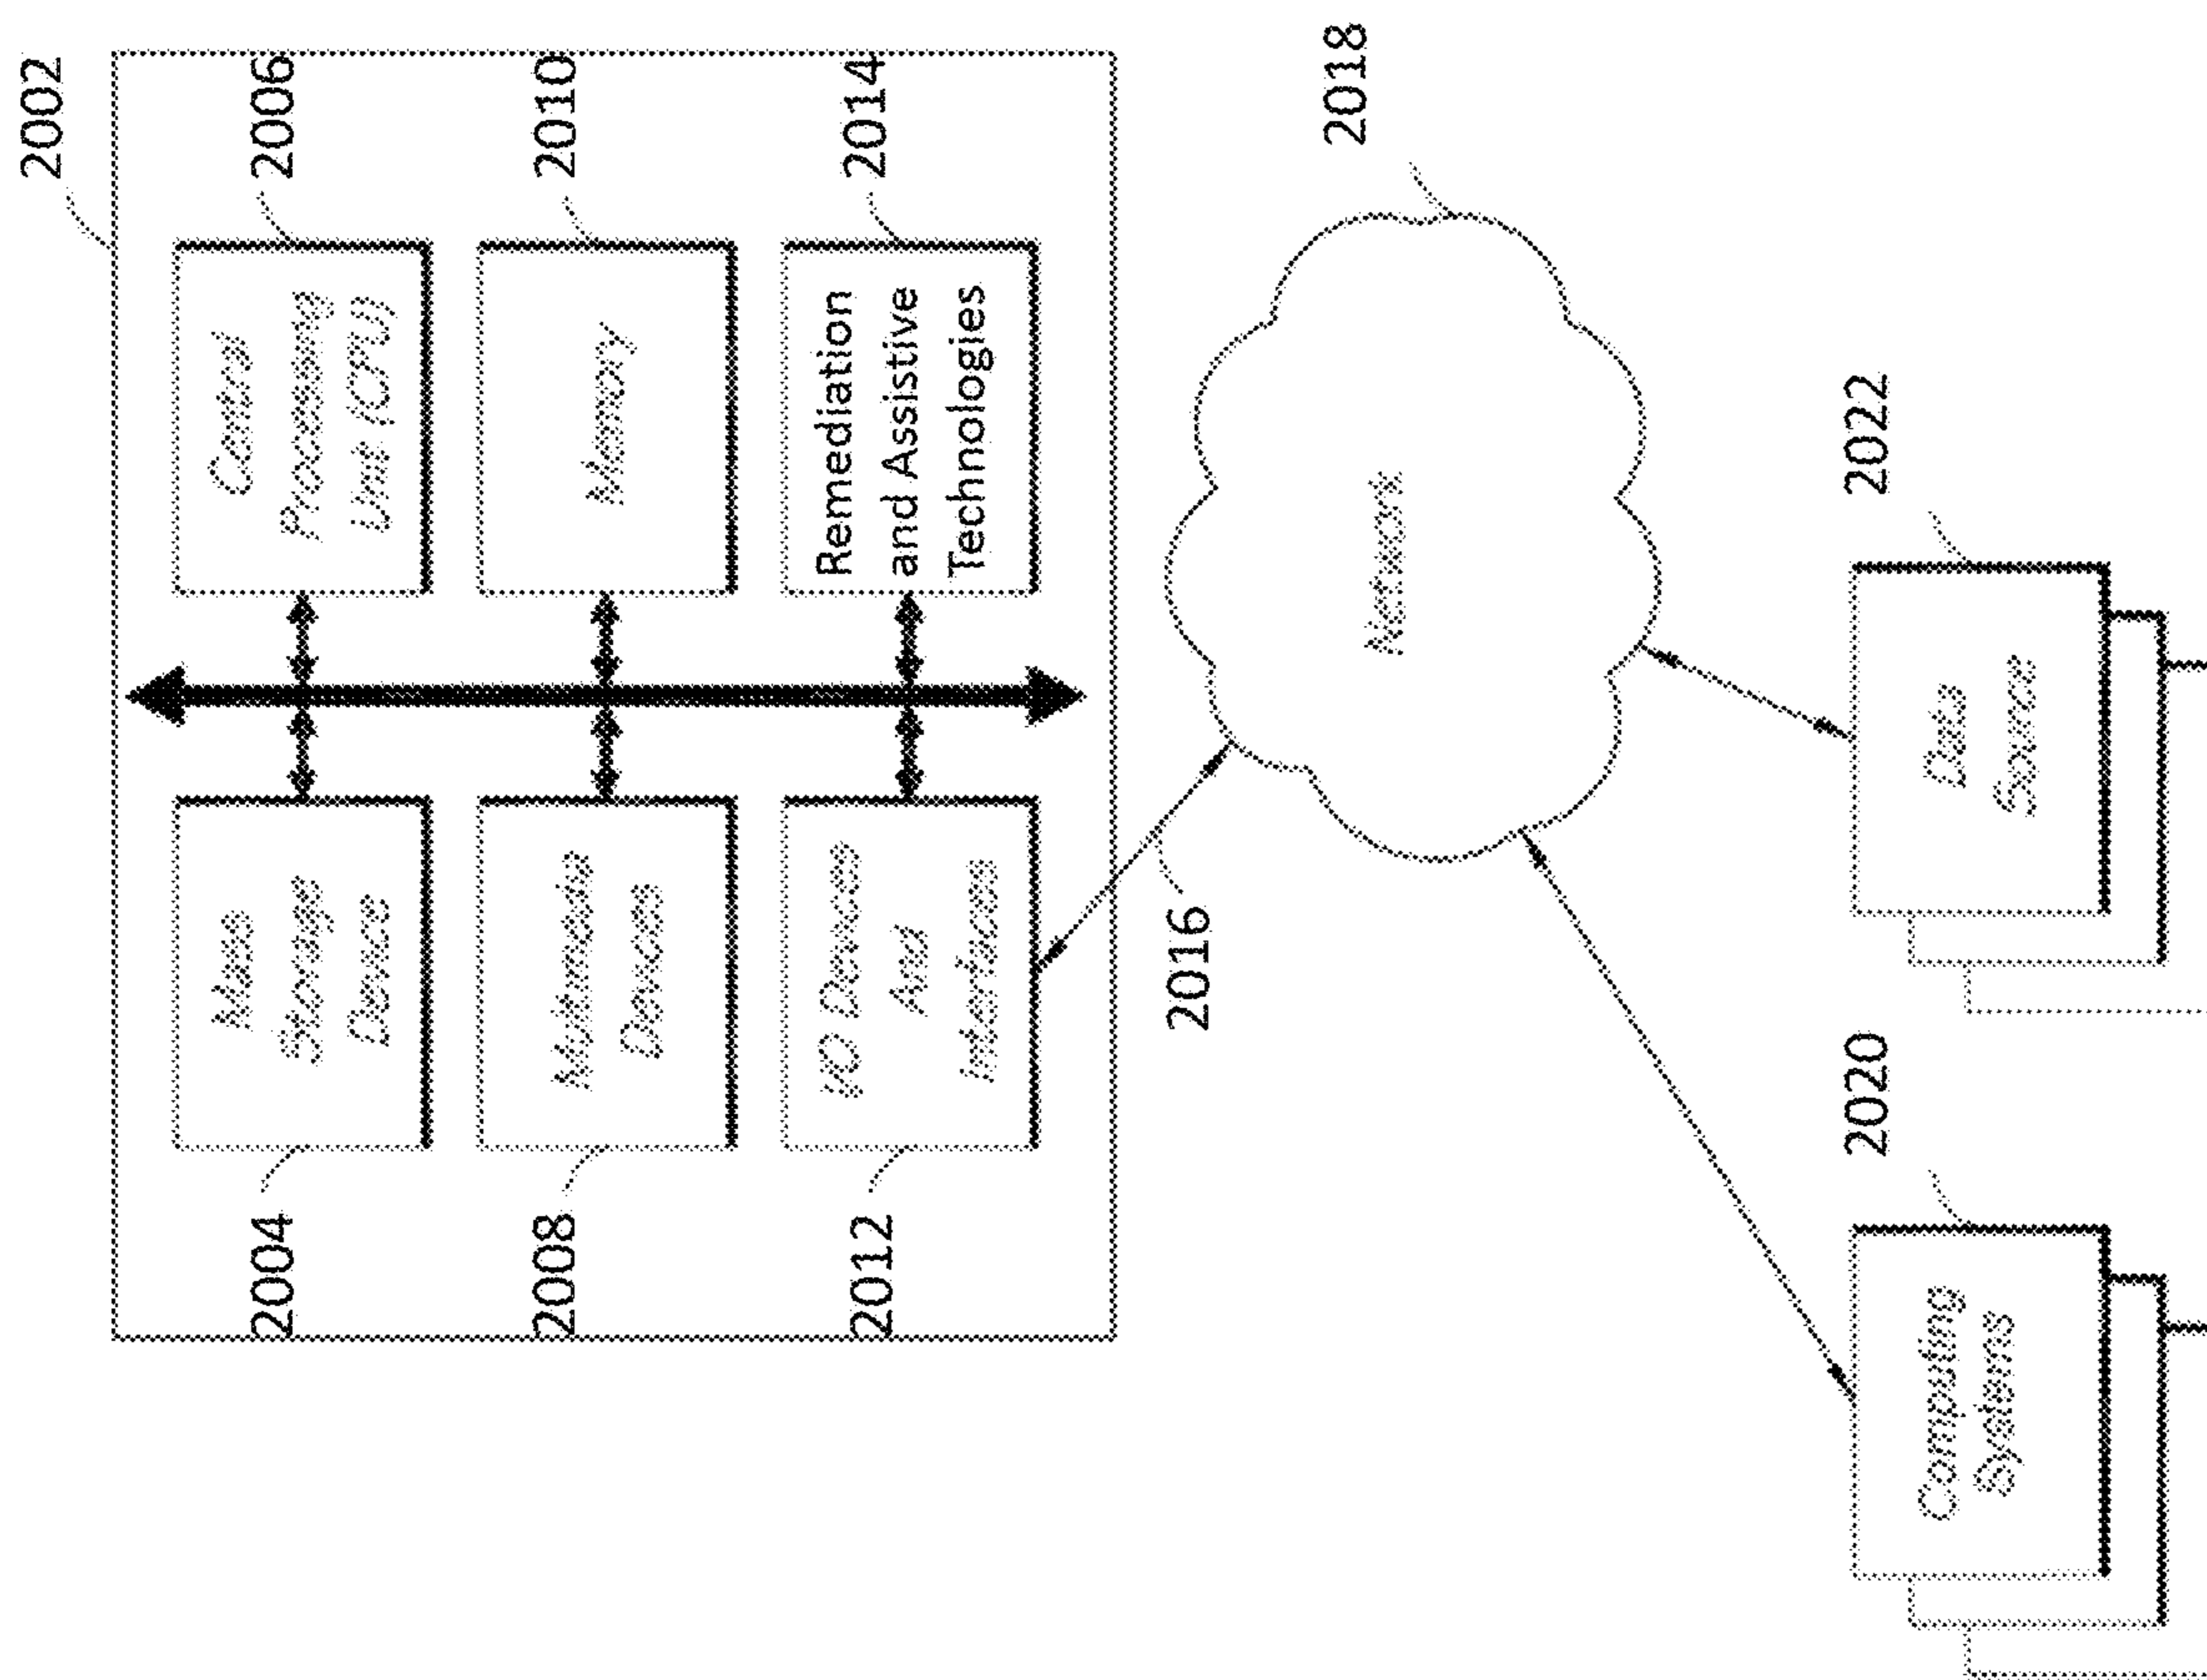 2002
2004
Mass
Storage
Device
Central
Processing
Unit (CPU)
2006
2008
Multimedia
Devices
Memory
2010
2012
I/O Devices
And
Interfaces
Remediation
and Assistive
Technologies
2014
2016
2018
Network
2020
Computing
Systems
2022
Data
Source